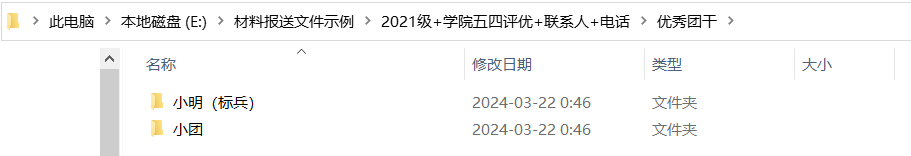 此电脑 > 本地磁盘 (E:) > 材料报送文件示例 > 2021级+学院五四评优+联系人+电话 > 优秀团干 >
名称 修改日期 类型 大小
小明（标兵） 2024-03-22 0:46 文件夹
小团 2024-03-22 0:46 文件夹